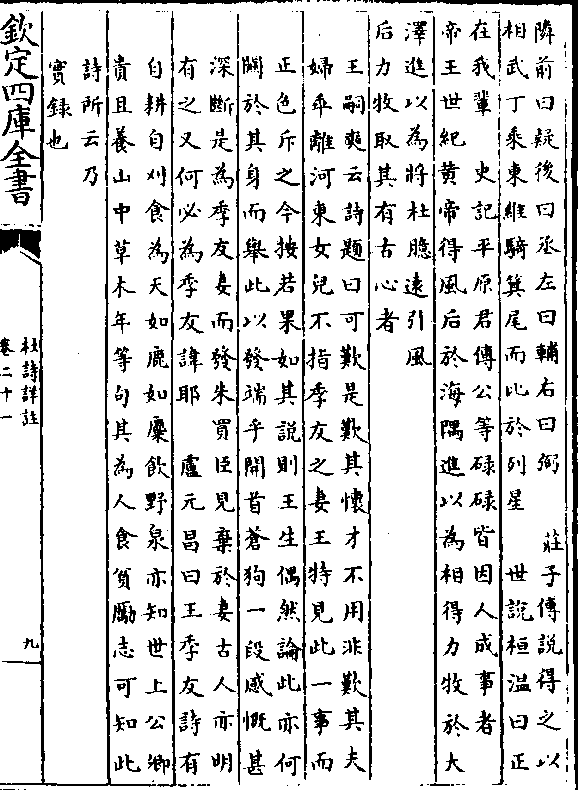 隣前曰疑後曰丞左曰輔右曰弼　莊子傳説得之以
相武丁乘東維騎箕尾而比於列星　世説桓温曰正
在我輩　史記平原君傳公等碌碌皆因人成事者
帝王世紀黄帝得風后於海隅進以為相得力牧於大
澤進以為將杜臆遠引風
后力牧取其有古心者
王嗣奭云詩題曰可歎是歎其懷才不用非歎其夫
婦乖離河東女兒不指季友之妻王特見此一事而
正色斥之今按若果如其説則王生偶然論此亦何
關於其身而舉此以發端乎開首蒼狗一段感慨甚
深斷是為季友妻而發朱買臣見棄於妻古人亦明
有之又何必為季友諱耶　盧元昌曰王季友詩有
自耕自刈食為天如鹿如麋飲野泉亦知世上公卿
貴且養山中草木年等句其為人食貧勵志可知此
詩所云乃
實錄也
欽定四庫全書
杜詩詳註
卷二十一
九